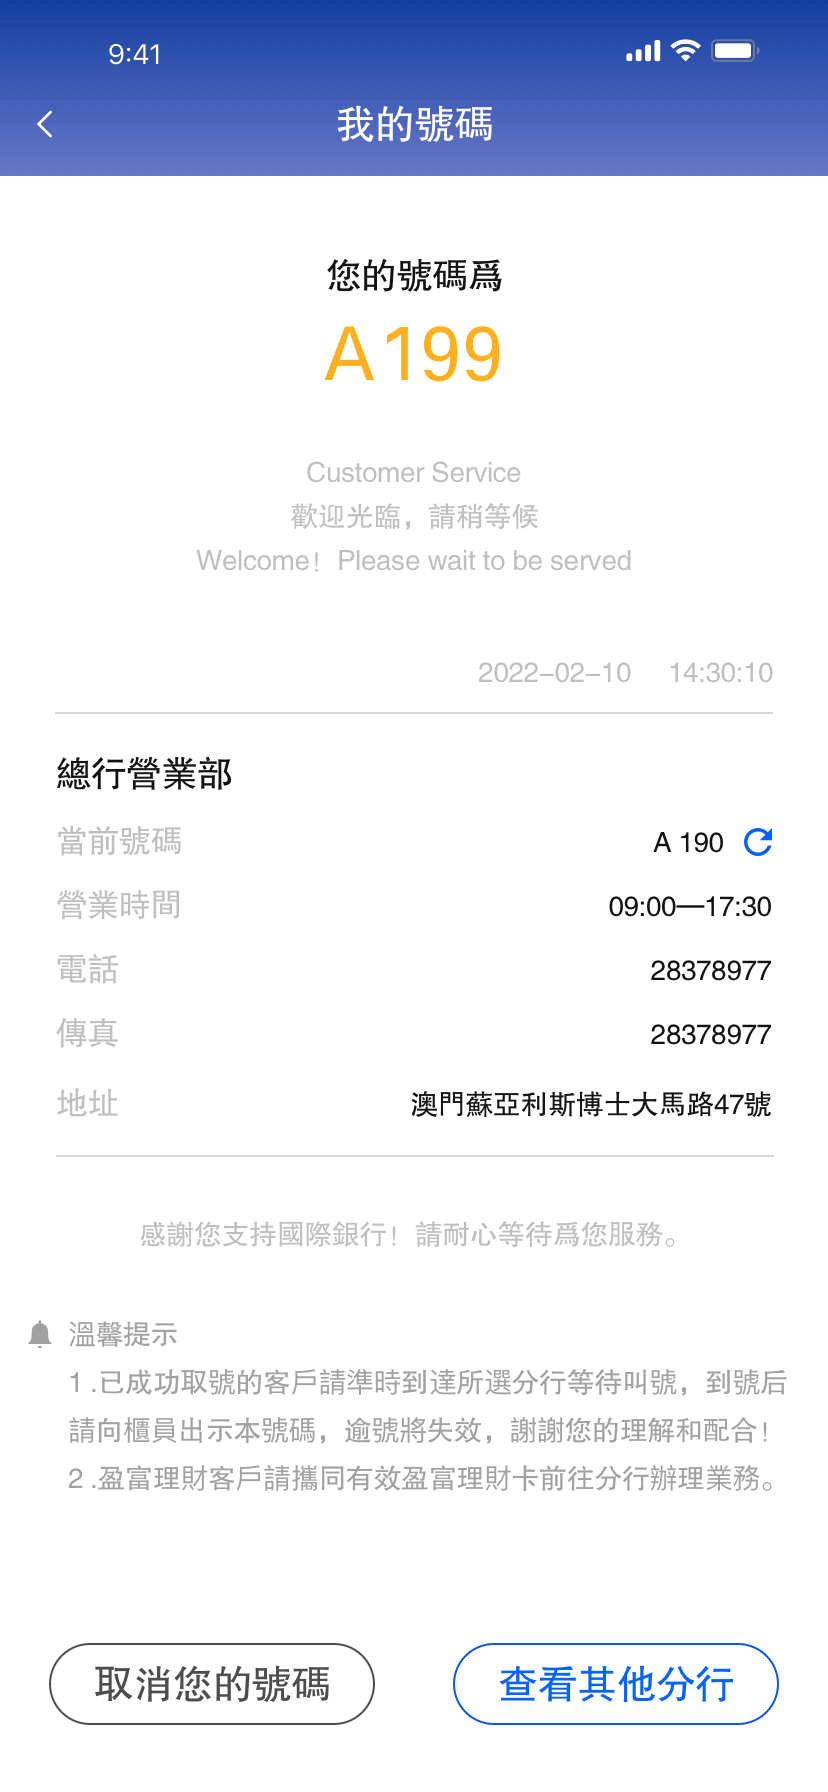 9:41
我的號碼
您的號碼爲
A 199
Customer Service
歡迎光臨，請稍等候
Welcome！Please wait to be served
2022–02–10 14:30:10
總行營業部
當前號碼 A 190
營業時間 09:00—17:30
電話 28378977
傳真 28378977
地址 澳門蘇亞利斯博士大馬路47號
感謝您支持國際銀行！請耐心等待爲您服務。
溫馨提示
1 .已成功取號的客戶請準時到達所選分行等待叫號，到號后
請向櫃員出示本號碼，逾號將失效，謝謝您的理解和配合！
2 .盈富理財客戶請攜同有效盈富理財卡前往分行辦理業務。
取消您的號碼 查看其他分行